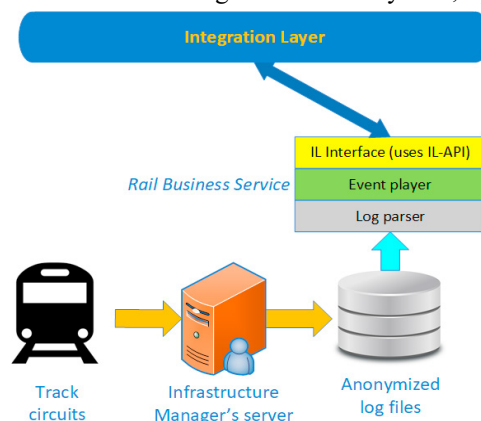 Integration Layer
IL Interface (uses IL-API)
Rail Business Service
Event player
Log parser
Track
circuits
Infrastructure
Manager's server
Anonymized
log files